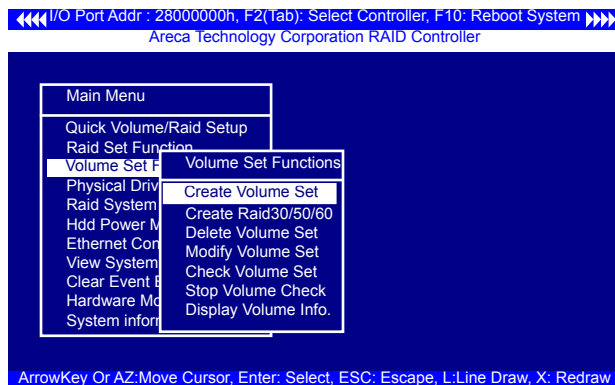 I/O Port Addr : 28000000h, F2(Tab): Select Controller, F10: Reboot System
Areca Technology Corporation RAID Controller
Main Menu
Quick Volume/Raid Setup
Raid Set Function
Volume Set F
Physical Driv
Raid System
Hdd Power M
Ethernet Con
View System
Clear Event B
Hardware Mo
System inforr
Volume Set Functions
Create Volume Set
Create Raid30/50/60
Delete Volume Set
Modify Volume Set
Check Volume Set
Stop Volume Check
Display Volume Info.
ArrowKey Or AZ:Move Cursor, Enter: Select, ESC: Escape, L:Line Draw, X: Redraw